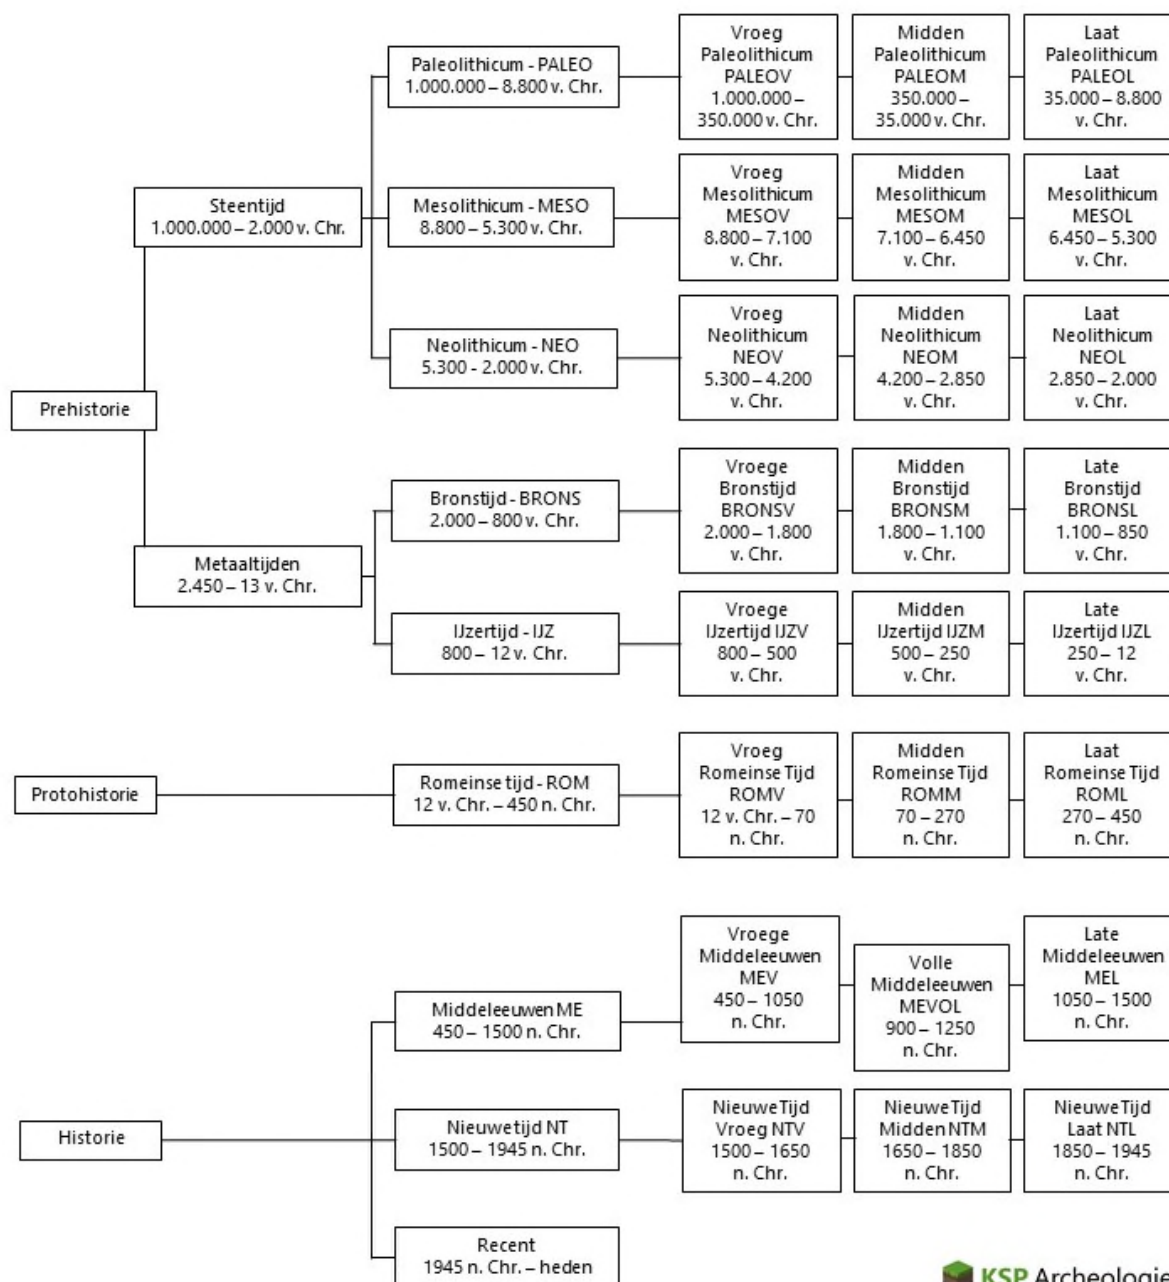 Prehistorie
Steentijd
1.000.000 – 2.000 v. Chr.
Paleolithicum - PALEO
1.000.000 – 8.800 v. Chr.
Vroeg
Paleolithicum
PALEOV
1.000.000 –
350.000 v. Chr.
Midden
Paleolithicum
PALEOM
350.000 –
35.000 v. Chr.
Laat
Paleolithicum
PALEOL
35.000 – 8.800
v. Chr.
Mesolithicum - MESO
8.800 – 5.300 v. Chr.
Vroeg
Mesolithicum
MESOV
8.800 – 7.100
v. Chr.
Midden
Mesolithicum
MESOM
7.100 – 6.450
v. Chr.
Laat
Mesolithicum
MESOL
6.450 – 5.300
v. Chr.
Neolithicum - NEO
5.300 - 2.000 v. Chr.
Vroeg
Neolithicum
NEOV
5.300 – 4.200
v. Chr.
Midden
Neolithicum
NEOM
4.200 – 2.850
v. Chr.
Laat
Neolithicum
NEOL
2.850 – 2.000
v. Chr.
Metaaltijden
2.450 – 13 v. Chr.
Bronstijd - BRONS
2.000 – 800 v. Chr.
Vroege
Bronstijd
BRONSV
2.000 – 1.800
v. Chr.
Midden
Bronstijd
BRONSM
1.800 – 1.100
v. Chr.
Late
Bronstijd
BRONSL
1.100 – 850
v. Chr.
IJzertijd - IJZ
800 – 12 v. Chr.
Vroege
IJzertijd IJZV
800 – 500
v. Chr.
Midden
IJzertijd IJZM
500 – 250
v. Chr.
Late
IJzertijd IJZL
250 – 12
v. Chr.
Protohistorie
Romeinse tijd - ROM
12 v. Chr. – 450 n. Chr.
Vroeg
Romeinse Tijd
ROMV
12 v. Chr. – 70
n. Chr.
Midden
Romeinse Tijd
ROMM
70 – 270
n. Chr.
Laat
Romeinse Tijd
ROML
270 – 450
n. Chr.
Historie
Middeleeuwen ME
450 – 1500 n. Chr.
Vroege
Middeleeuwen
MEV
450 – 1050
n. Chr.
Volle
Middeleeuwen
MEVOL
900 – 1250
n. Chr.
Late
Middeleeuwen
MEL
1050 – 1500
n. Chr.
Nieuwe tijd NT
1500 – 1945 n. Chr.
Nieuwe Tijd
Vroeg NTV
1500 – 1650
n. Chr.
Nieuwe Tijd
Midden NTM
1650 – 1850
n. Chr.
Nieuwe Tijd
Laat NTL
1850 – 1945
n. Chr.
Recent
1945 n. Chr. – heden
KSP Archeologie